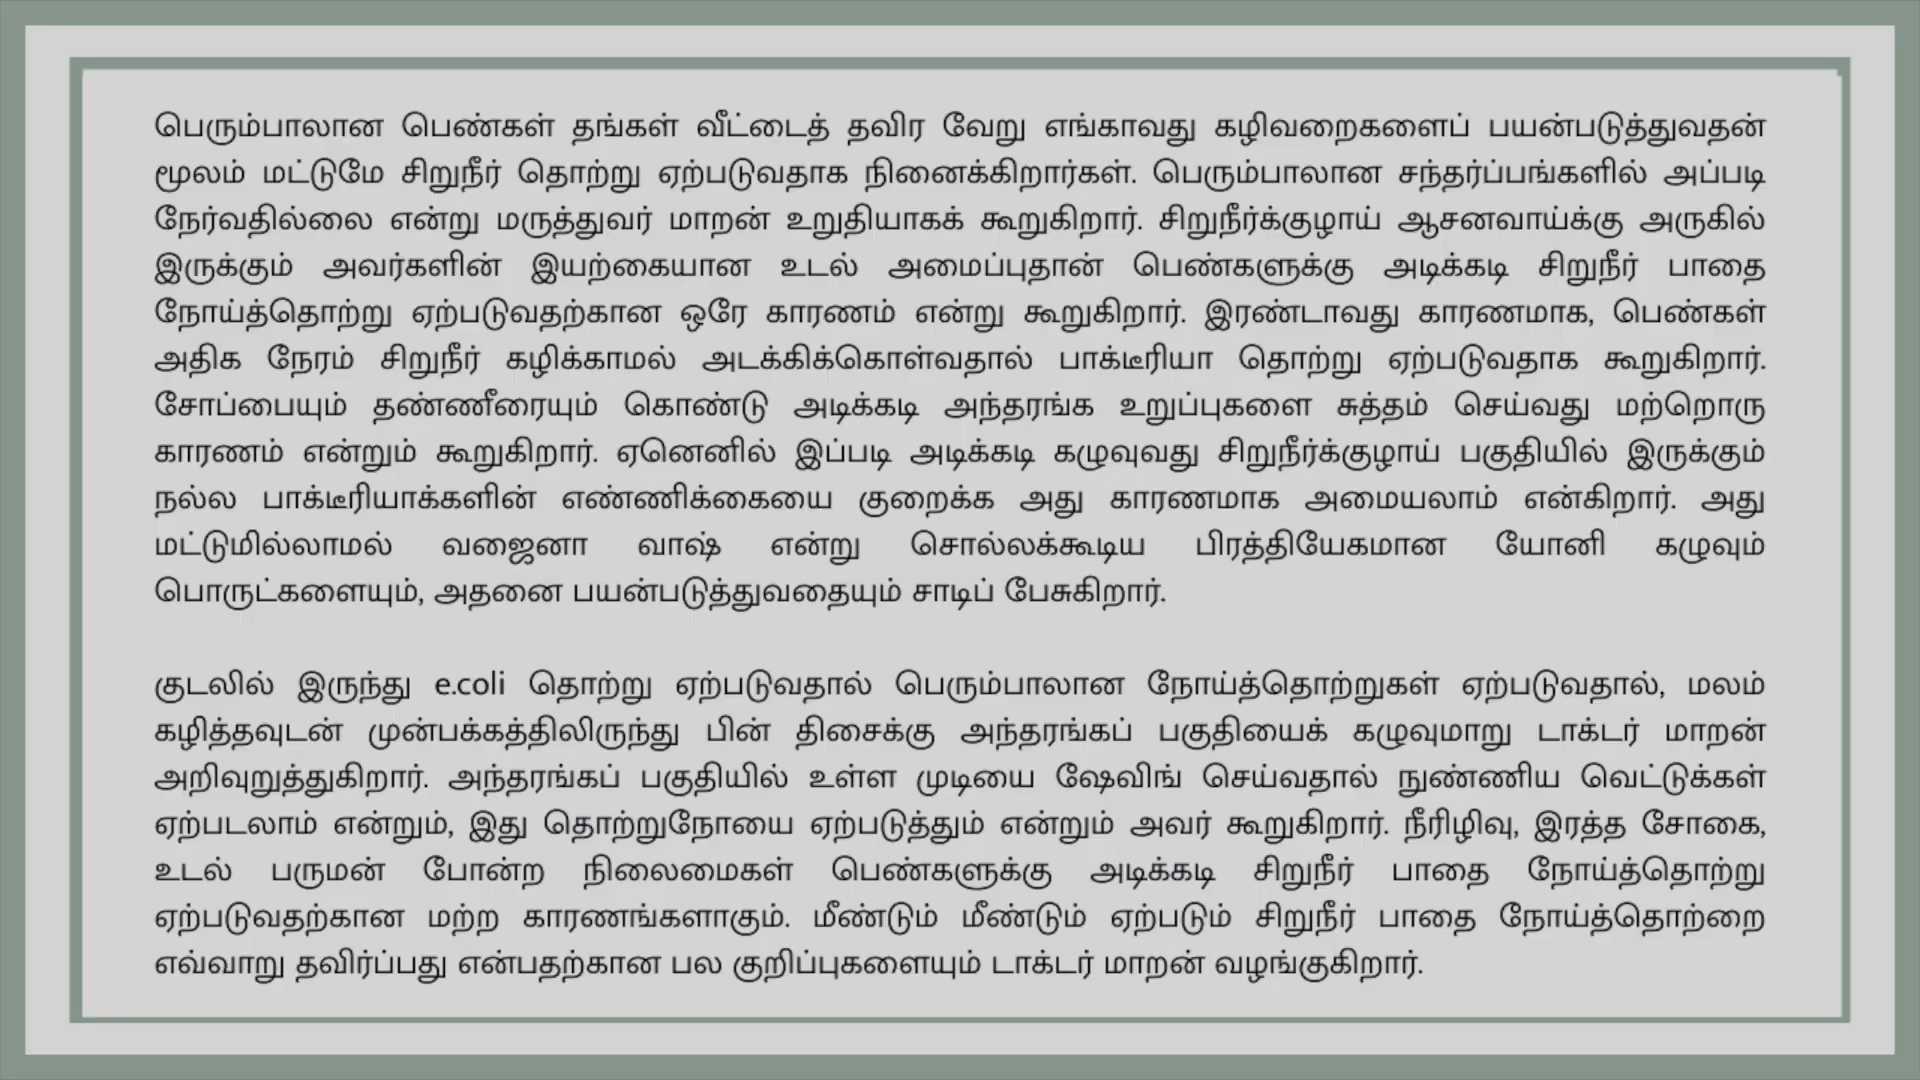 பெரும்பாலான பெண்கள் தங்கள் வீட்டைத் தவிர வேறு எங்காவது கழிவறைகளைப் பயன்படுத்துவதன்
மூலம் மட்டுமே சிறுநீர் தொற்று ஏற்படுவதாக நினைக்கிறார்கள். பெரும்பாலான சந்தர்ப்பங்களில் அப்படி
நேர்வதில்லை என்று மருத்துவர் மாறன் உறுதியாகக் கூறுகிறார். சிறுநீர்க்குழாய் ஆசனவாய்க்கு அருகில்
இருக்கும் அவர்களின் இயற்கையான உடல் அமைப்புதான் பெண்களுக்கு அடிக்கடி சிறுநீர் பாதை
நோய்த்தொற்று ஏற்படுவதற்கான ஒரே காரணம் என்று கூறுகிறார். இரண்டாவது காரணமாக, பெண்கள்
அதிக நேரம் சிறுநீர் கழிக்காமல் அடக்கிக்கொள்வதால் பாக்டீரியா தொற்று ஏற்படுவதாக கூறுகிறார்.
சோப்பையும் தண்ணீரையும் கொண்டு அடிக்கடி அந்தரங்க உறுப்புகளை சுத்தம் செய்வது மற்றொரு
காரணம் என்றும் கூறுகிறார். ஏனெனில் இப்படி அடிக்கடி கழுவுவது சிறுநீர்க்குழாய் பகுதியில் இருக்கும்
நல்ல பாக்டீரியாக்களின் எண்ணிக்கையை குறைக்க அது காரணமாக அமையலாம் என்கிறார். அது
மட்டுமில்லாமல் வஜைனா வாஷ் என்று சொல்லக்கூடிய பிரத்தியேகமான யோனி கழுவும்
பொருட்களையும், அதனை பயன்படுத்துவதையும் சாடிப் பேசுகிறார்.
குடலில் இருந்து e.coli தொற்று ஏற்படுவதால் பெரும்பாலான நோய்த்தொற்றுகள் ஏற்படுவதால், மலம்
கழித்தவுடன் முன்பக்கத்திலிருந்து பின் திசைக்கு அந்தரங்கப் பகுதியைக் கழுவுமாறு டாக்டர் மாறன்
அறிவுறுத்துகிறார். அந்தரங்கப் பகுதியில் உள்ள முடியை ஷேவிங் செய்வதால் நுண்ணிய வெட்டுக்கள்
ஏற்படலாம் என்றும், இது தொற்றுநோயை ஏற்படுத்தும் என்றும் அவர் கூறுகிறார். நீரிழிவு, இரத்த சோகை,
உடல் பருமன் போன்ற நிலைமைகள் பெண்களுக்கு அடிக்கடி சிறுநீர் பாதை நோய்த்தொற்று
ஏற்படுவதற்கான மற்ற காரணங்களாகும். மீண்டும் மீண்டும் ஏற்படும் சிறுநீர் பாதை நோய்த்தொற்றை
எவ்வாறு தவிர்ப்பது என்பதற்கான பல குறிப்புகளையும் டாக்டர் மாறன் வழங்குகிறார்.